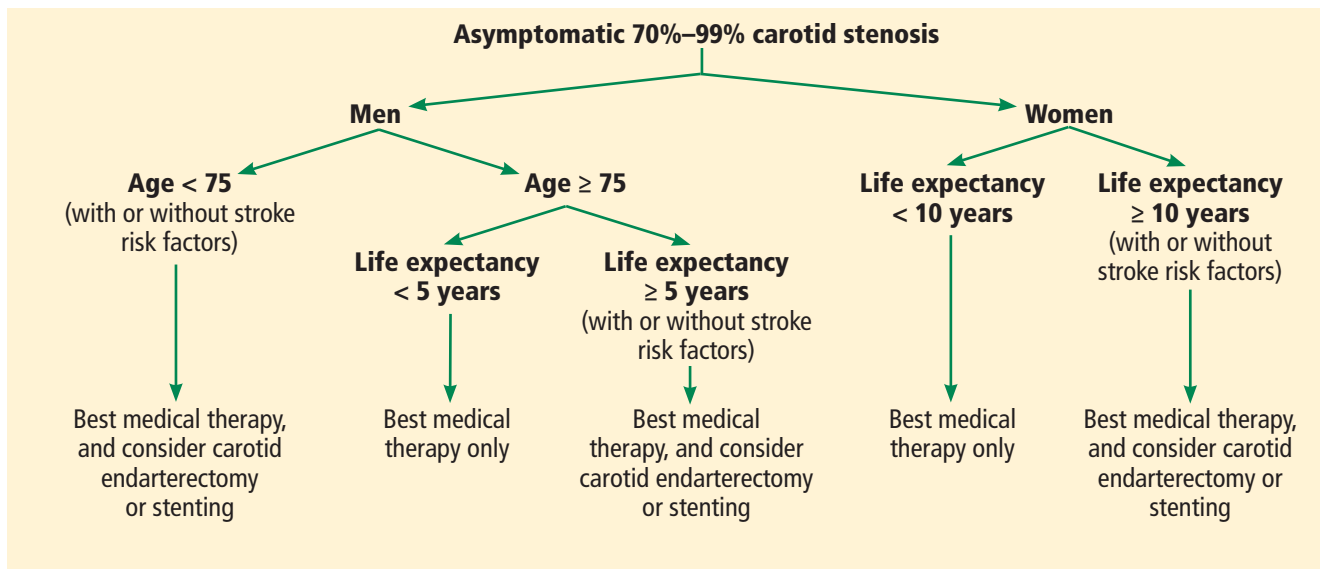 Asymptomatic 70%–99% carotid stenosis
Men
Women
Age < 75
(with or without stroke
risk factors)
Age ≥ 75
Life expectancy
< 5 years
Life expectancy
≥ 5 years
(with or without stroke
risk factors)
Life expectancy
< 10 years
Life expectancy
≥ 10 years
(with or without
stroke risk factors)
Best medical therapy,
and consider carotid
endarterectomy
or stenting
Best medical
therapy only
Best medical
therapy, and consider
carotid endarterectomy
or stenting
Best medical
therapy only
Best medical therapy,
and consider carotid
endarterectomy or
stenting